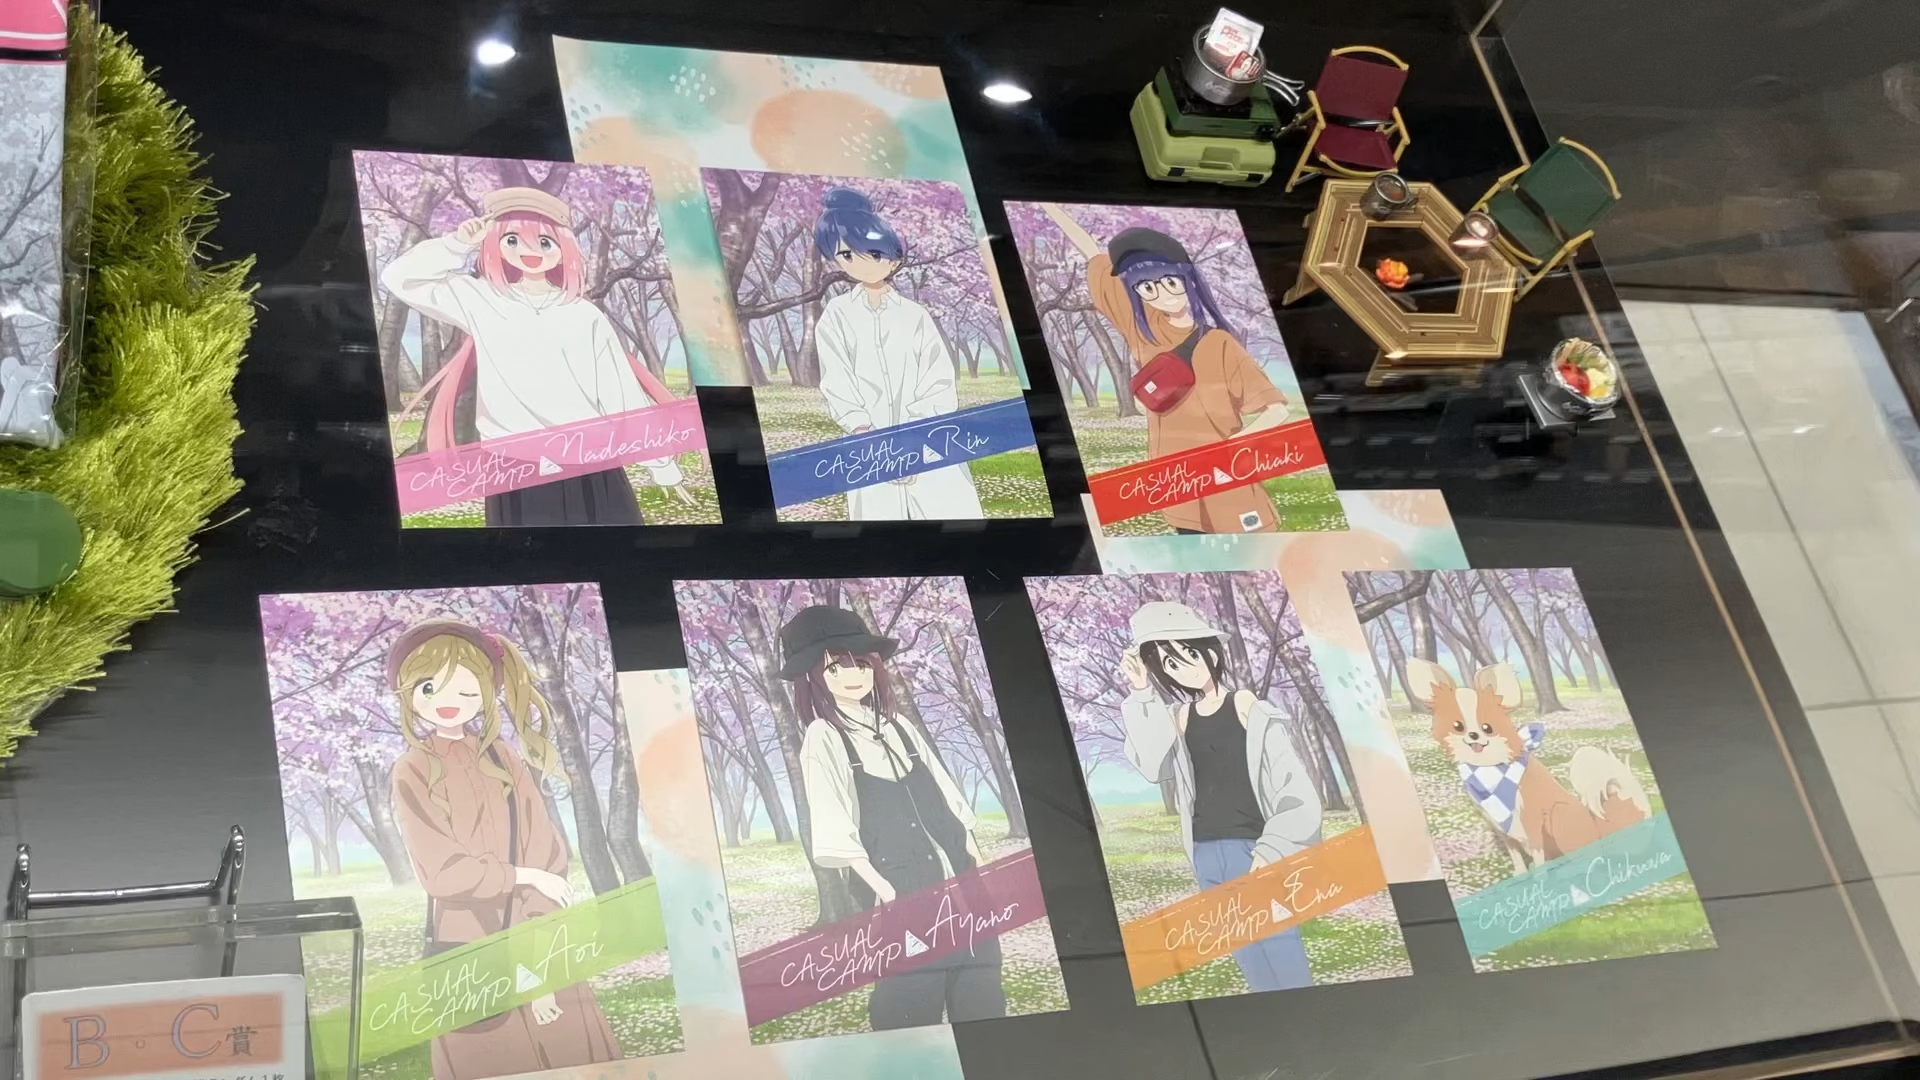 CASUAL
CAMP Nadeshiko
CASUAL
CAMP Rin
CASUAL
CAMP Chiaki
CASUAL
CAMP Aoi
CASUAL
CAMP Ayano
CASUAL
CAMP Ena
CASUAL
CAMP Chikuwa
B。C賞